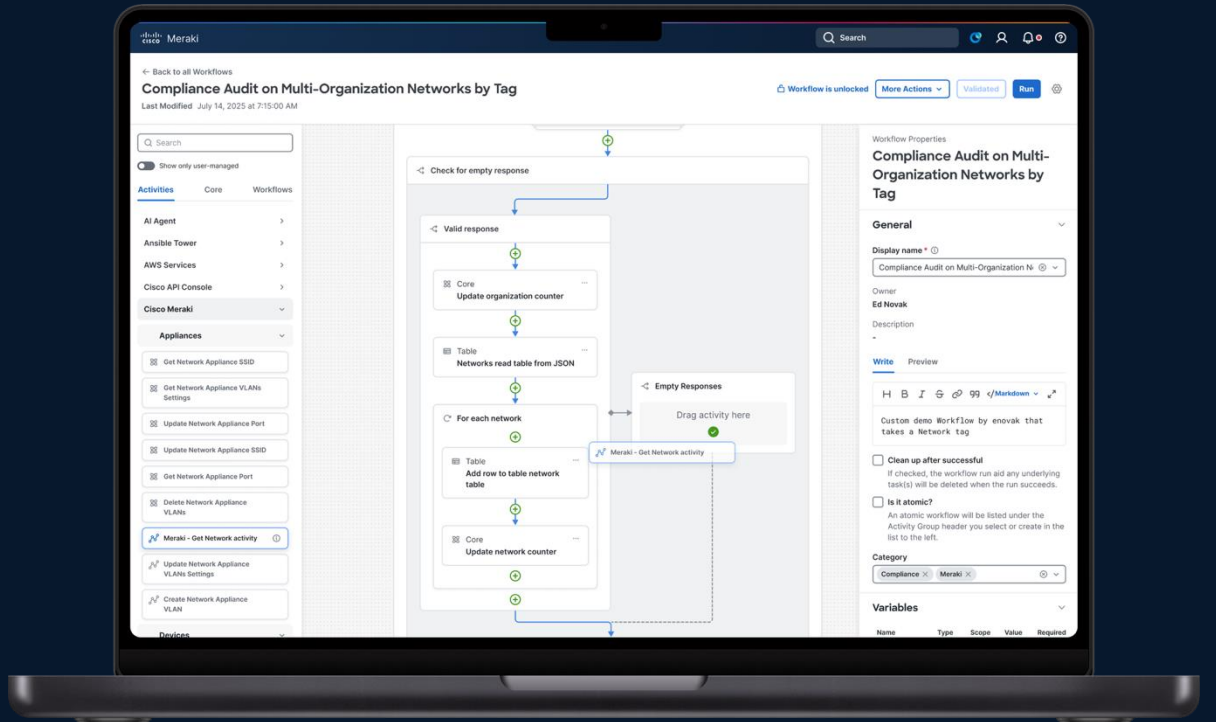 cisco Meraki
Search
← Back to all Workflows
Compliance Audit on Multi-Organization Networks by Tag
Last Modified July 14, 2025 at 7:15:00 AM
Workflow is unlocked
More Actions
Validated
Run
Search
Show only user-managed
Activities Core Workflows
AI Agent
Ansible Tower
AWS Services
Cisco API Console
Cisco Meraki
Appliances
Get Network Appliance SSID
Get Network Appliance VLANs
Settings
Update Network Appliance Port
Update Network Appliance SSID
Get Network Appliance Port
Delete Network Appliance
VLANs
Meraki - Get Network activity
Update Network Appliance
VLANs Settings
Create Network Appliance
VLAN
Devices
Check for empty response
Valid response
Core
Update organization counter
Table
Networks read table from JSON
For each network
Table
Add row to table network
table
Core
Update network counter
Empty Responses
Drag activity here
Meraki - Get Network activity
Workflow Properties
Compliance Audit on Multi-
Organization Networks by
Tag
General
Display name *
Compliance Audit on Multi-Organization N
Owner
Ed Novak
Description
-
Write Preview
H B I S 99 </Markdown
Custom demo Workflow by enovak that
takes a Network tag
Clean up after successful
If checked, the workflow run aid any underlying
task(s) will be deleted when the run succeeds.
Is it atomic?
An atomic workflow will be listed under the
Activity Group header you select or create in the
list to the left.
Category
Compliance × Meraki ×
Variables
Name Type Scope Value Required